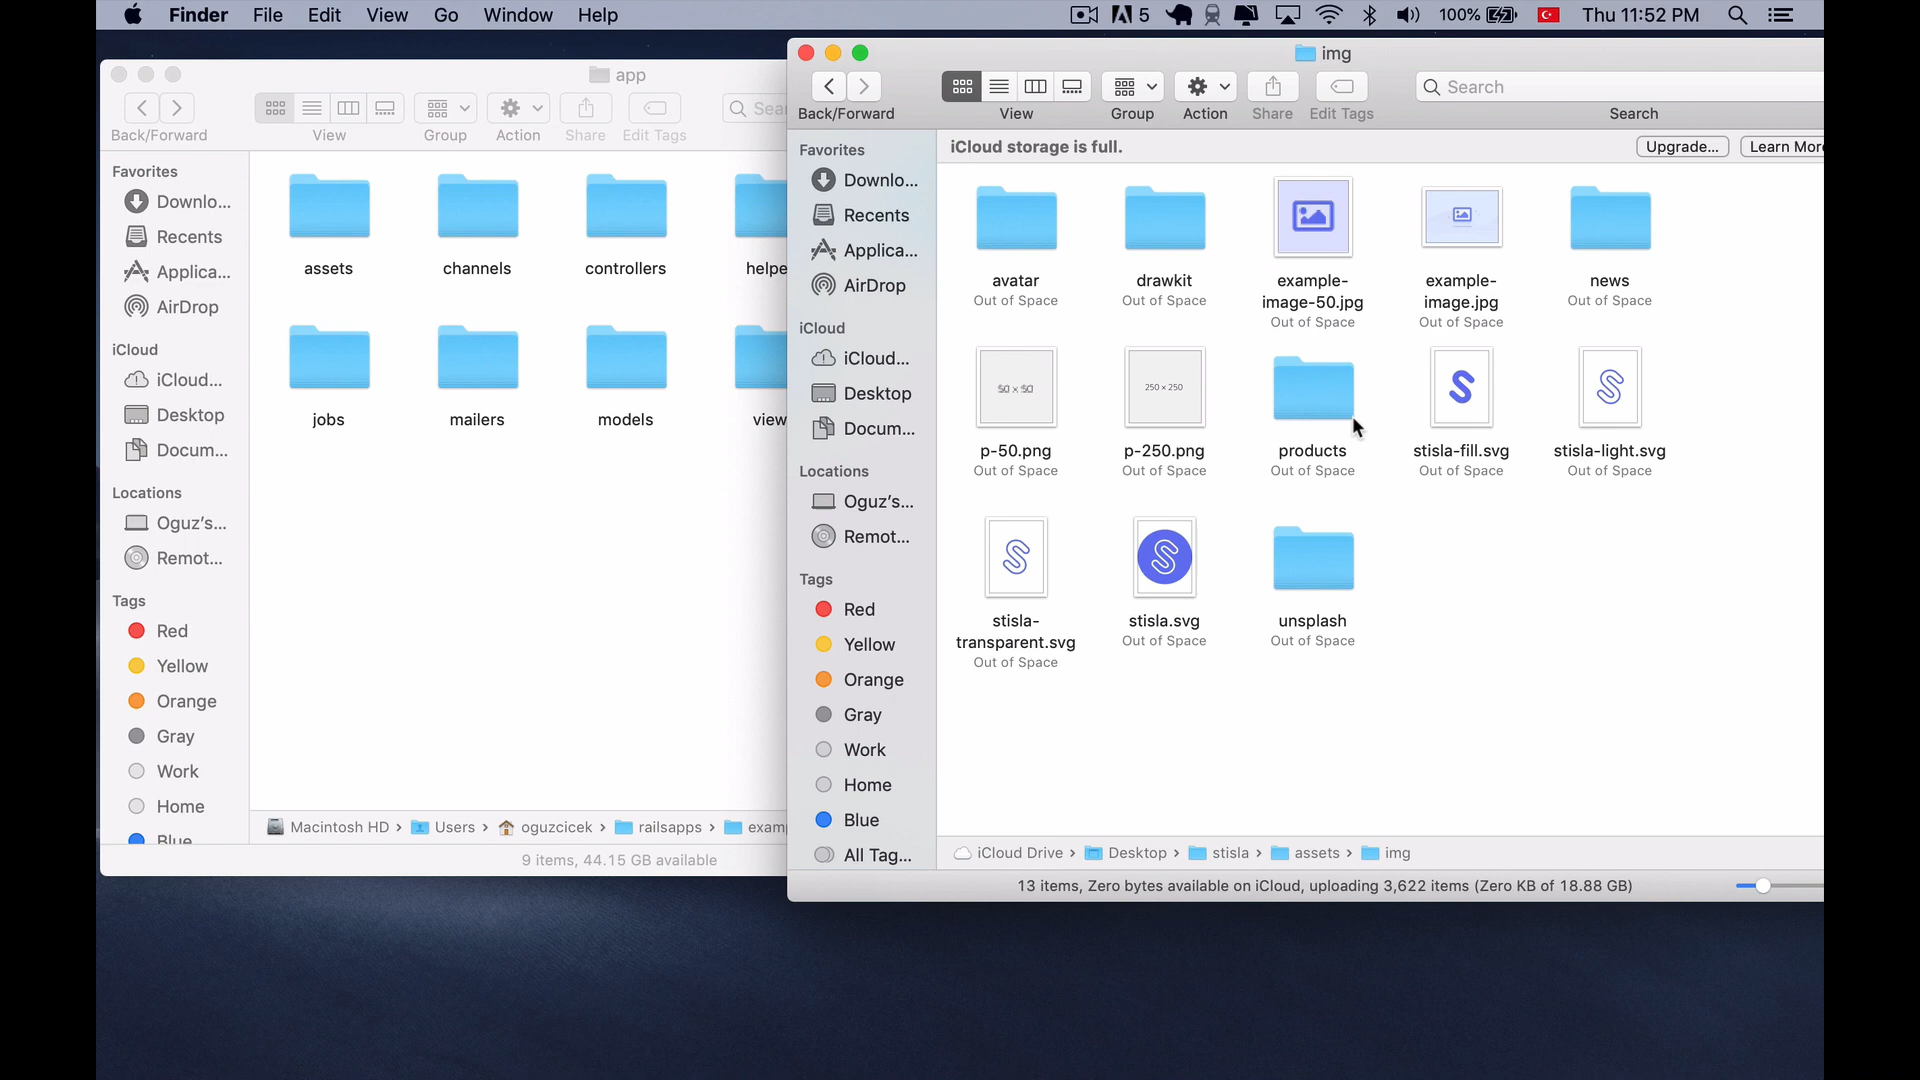 Finder File Edit View Go Window Help
5 100% Thu 11:52 PM
app
Back/Forward View Group Action Share Edit Tags
Favorites
Downlo...
Recents
Applica...
AirDrop
iCloud
iCloud...
Desktop
Docum...
Locations
Oguz's...
Remot...
Tags
Red
Yellow
Orange
Gray
Work
Home
Blue
assets channels controllers helpe
jobs mailers models view
Macintosh HD › Users › oguzcicek › railsapps › examp
9 items, 44.15 GB available
img
Search
Back/Forward View Group Action Share Edit Tags Search
Favorites
Downlo...
Recents
Applica...
AirDrop
iCloud
iCloud...
Desktop
Docum...
Locations
Oguz's...
Remot...
Tags
Red
Yellow
Orange
Gray
Work
Home
Blue
All Tag...
iCloud storage is full. Upgrade... Learn More
avatar
Out of Space
drawkit
Out of Space
example-
image-50.jpg
Out of Space
example-
image.jpg
Out of Space
news
Out of Space
50 x 50
p-50.png
Out of Space
250 x 250
p-250.png
Out of Space
products
Out of Space
stisla-fill.svg
Out of Space
stisla-light.svg
Out of Space
stisla-
transparent.svg
Out of Space
stisla.svg
Out of Space
unsplash
Out of Space
iCloud Drive › Desktop › stisla › assets › img
13 items, Zero bytes available on iCloud, uploading 3,622 items (Zero KB of 18.88 GB)